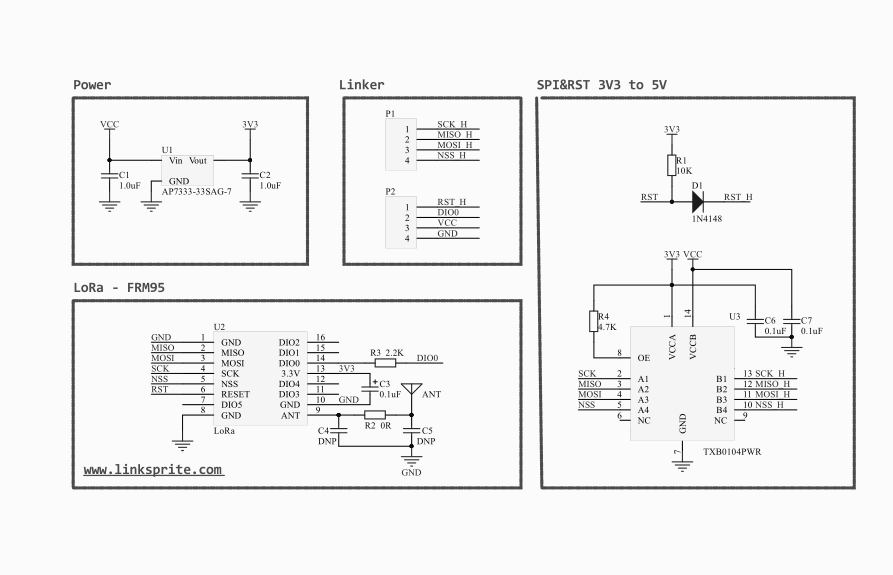 Power
VCC
3V3
U1
Vin Vout
GND
C1
1.0uF
C2
1.0uF
AP7333-33SAG-7
Linker
P1
1 SCK_H
2 MISO_H
3 MOSI_H
4 NSS_H
P2
1 RST_H
2 DIO0
3 VCC
4 GND
SPI&RST 3V3 to 5V
3V3
R1
10K
D1
RST
RST_H
1N4148
3V3 VCC
R4
4.7K
1
14
U3
C6
0.1uF
C7
0.1uF
VCCA
VCCB
8 OE
SCK 2 A1 B1 13 SCK_H
MISO 3 A2 B2 12 MISO_H
MOSI 4 A3 B3 11 MOSI_H
NSS 5 A4 B4 10 NSS_H
6 NC NC 9
GND
7
TXB0104PWR
LoRa - FRM95
U2
GND 1 GND DIO2 16
MISO 2 MISO DIO1 15
MOSI 3 MOSI DIO0 14 R3 2.2K DIO0
SCK 4 SCK 3.3V 13 3V3
NSS 5 NSS DIO4 12
RST 6 RESET DIO3 11
7 DIO5 GND 10 GND
8 GND ANT 9
+ C3
0.1uF
ANT
LoRa
R2 0R
C4
DNP
C5
DNP
GND
www.linksprite.com